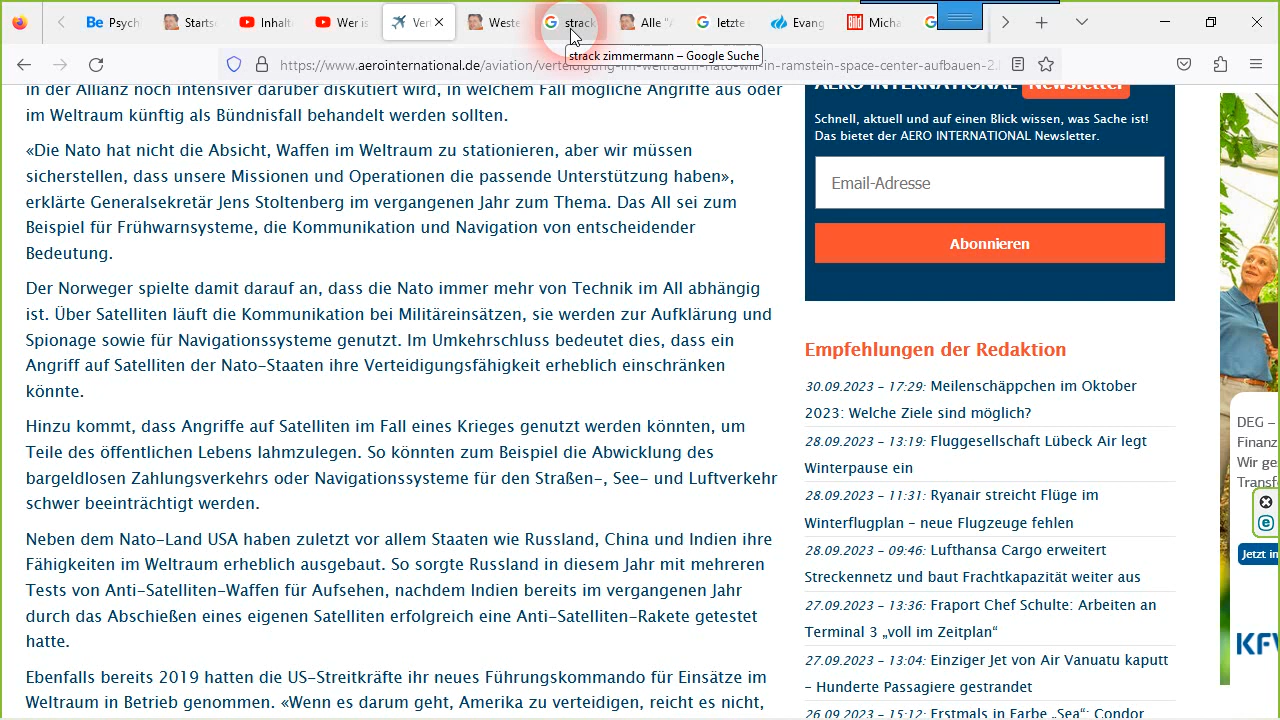 Psych
Startse
Inhalt
Wer is
Ver
Weste
strack
Alle "A
letzte
Evang
Bild
Micha
strack zimmermann – Google Suche
https://www.aerointernational.de/aviation/verteidigung-im-weltraum-nato-will-in-ramstein-space-center-aufbauen-2.
in der Allianz noch intensiver darüber diskutiert wird, in welchem Fall mögliche Angriffe aus oder
im Weltraum künftig als Bündnisfall behandelt werden sollten.
«Die Nato hat nicht die Absicht, Waffen im Weltraum zu stationieren, aber wir müssen
sicherstellen, dass unsere Missionen und Operationen die passende Unterstützung haben»,
erklärte Generalsekretär Jens Stoltenberg im vergangenen Jahr zum Thema. Das All sei zum
Beispiel für Frühwarnsysteme, die Kommunikation und Navigation von entscheidender
Bedeutung.
Der Norweger spielte damit darauf an, dass die Nato immer mehr von Technik im All abhängig
ist. Über Satelliten läuft die Kommunikation bei Militäreinsätzen, sie werden zur Aufklärung und
Spionage sowie für Navigationssysteme genutzt. Im Umkehrschluss bedeutet dies, dass ein
Angriff auf Satelliten der Nato-Staaten ihre Verteidigungsfähigkeit erheblich einschränken
könnte.
Hinzu kommt, dass Angriffe auf Satelliten im Fall eines Krieges genutzt werden könnten, um
Teile des öffentlichen Lebens lahmzulegen. So könnten zum Beispiel die Abwicklung des
bargeldlosen Zahlungsverkehrs oder Navigationssysteme für den Straßen-, See- und Luftverkehr
schwer beeinträchtigt werden.
Neben dem Nato-Land USA haben zuletzt vor allem Staaten wie Russland, China und Indien ihre
Fähigkeiten im Weltraum erheblich ausgebaut. So sorgte Russland in diesem Jahr mit mehreren
Tests von Anti-Satelliten-Waffen für Aufsehen, nachdem Indien bereits im vergangenen Jahr
durch das Abschießen eines eigenen Satelliten erfolgreich eine Anti-Satelliten-Rakete getestet
hatte.
Ebenfalls bereits 2019 hatten die US-Streitkräfte ihr neues Führungskommando für Einsätze im
Weltraum in Betrieb genommen. «Wenn es darum geht, Amerika zu verteidigen, reicht es nicht,
AERO INTERNATIONAL Newsletter
Schnell, aktuell und auf einen Blick wissen, was Sache ist!
Das bietet der AERO INTERNATIONAL Newsletter.
Email-Adresse
Abonnieren
Empfehlungen der Redaktion
30.09.2023 – 17:29: Meilenschäppchen im Oktober
2023: Welche Ziele sind möglich?
28.09.2023 – 13:19: Fluggesellschaft Lübeck Air legt
Winterpause ein
28.09.2023 – 11:31: Ryanair streicht Flüge im
Winterflugplan – neue Flugzeuge fehlen
28.09.2023 – 09:46: Lufthansa Cargo erweitert
Streckennetz und baut Frachtkapazität weiter aus
27.09.2023 – 13:36: Fraport Chef Schulte: Arbeiten an
Terminal 3 „voll im Zeitplan“
27.09.2023 – 13:04: Einziger Jet von Air Vanuatu kaputt
– Hunderte Passagiere gestrandet
26.09.2023 – 15:12: Erstmals in Farbe „Sea“: Condor
DEG –
Finanz
Wir ge
Transf
Jetzt in
KFW